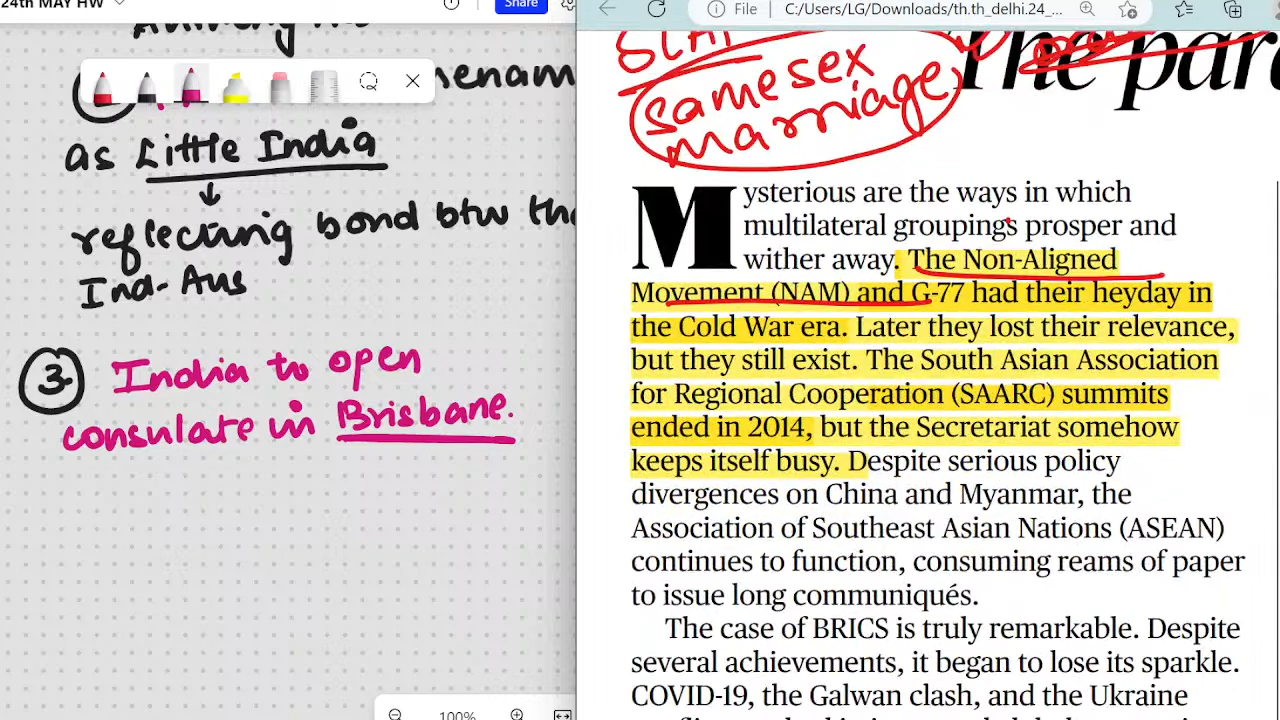 24th MAY HW
Share
as Little India
reflecting bond btw the
Ind-Aus
3 India to open
consulate in Brisbane.
100%
File
C:/Users/LG/Downloads/th.th_delhi.24_...
The par
same sex
marriage
Mysterious are the ways in which
multilateral groupings prosper and
wither away. The Non-Aligned
Movement (NAM) and G-77 had their heyday in
the Cold War era. Later they lost their relevance,
but they still exist. The South Asian Association
for Regional Cooperation (SAARC) summits
ended in 2014, but the Secretariat somehow
keeps itself busy. Despite serious policy
divergences on China and Myanmar, the
Association of Southeast Asian Nations (ASEAN)
continues to function, consuming reams of paper
to issue long communiqués.
The case of BRICS is truly remarkable. Despite
several achievements, it began to lose its sparkle.
COVID-19, the Galwan clash, and the Ukraine